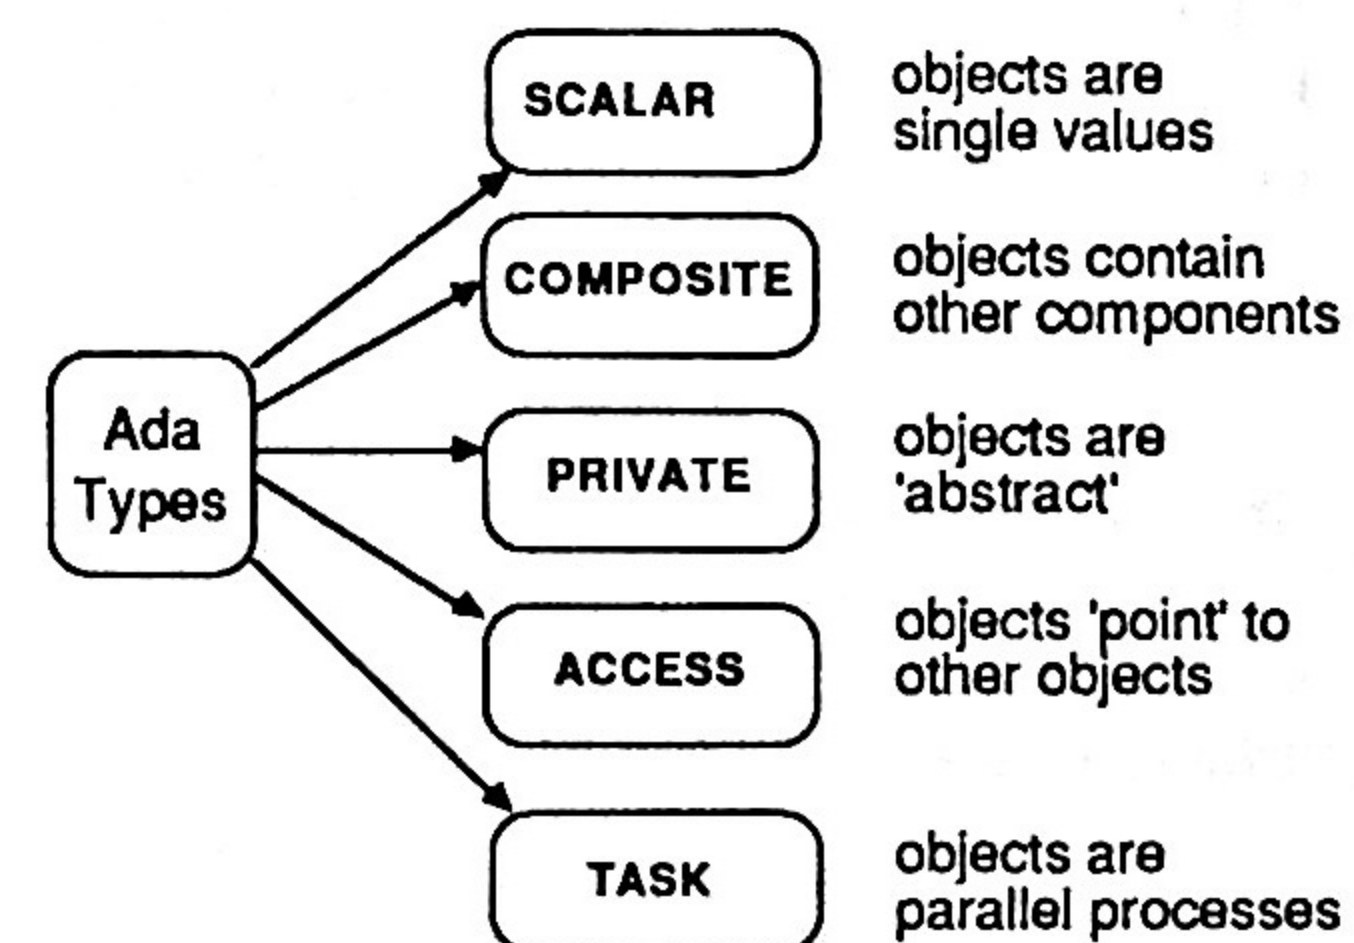 SCALAR
objects are
single values
COMPOSITE
objects contain
other components
Ada
Types
PRIVATE
objects are
'abstract'
ACCESS
objects 'point' to
other objects
TASK
objects are
parallel processes